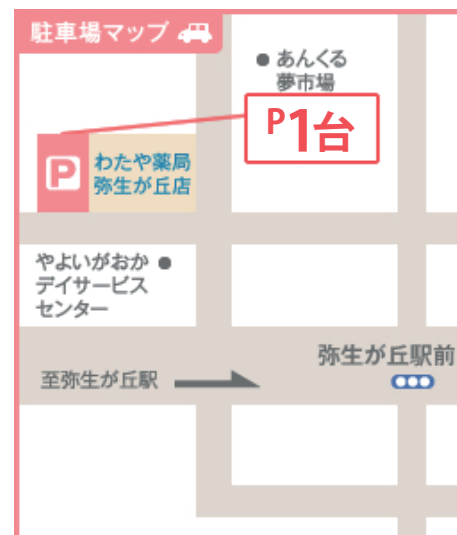 駐車場マップ
あんくる
夢市場
P1台
P
わたや薬局
弥生が丘店
やよいがおか
デイサービス
センター
弥生が丘駅前
至弥生が丘駅